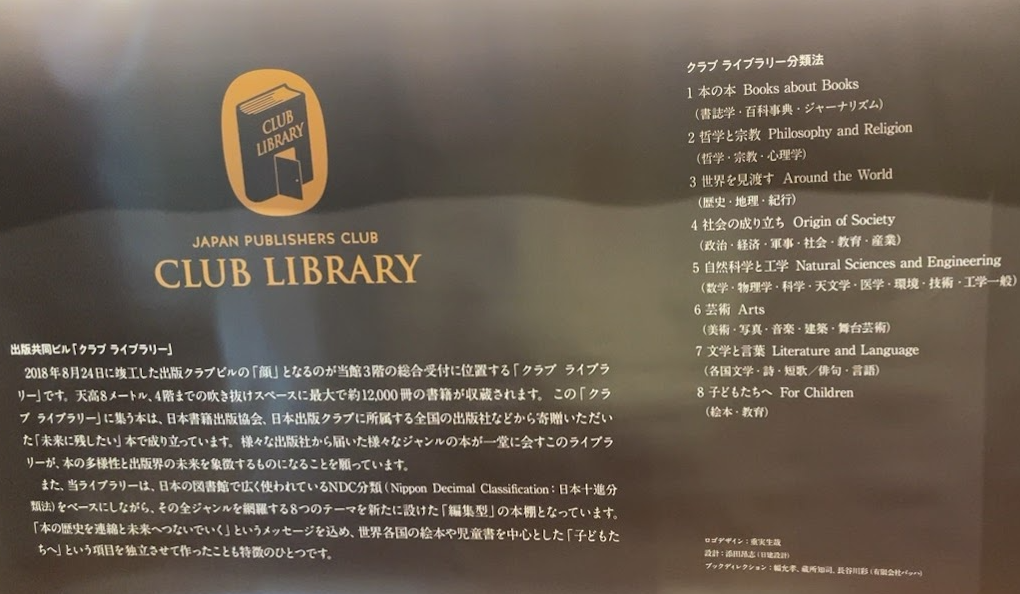 CLUB
LIBRARY
JAPAN PUBLISHERS CLUB
CLUB LIBRARY
出版共同ビル「クラブ ライブラリー」
2018年8月24日に竣工した出版クラブビルの「顔」となるのが当館3階の総合受付に位置する「クラブ ライブラ
リー」です。天高8メートル、4階までの吹き抜けスペースに最大で約12,000冊の書籍が収蔵されます。この「クラ
ブ ライブラリー」に集う本は、日本書籍出版協会、日本出版クラブに所属する全国の出版社などから寄贈いただい
た「未来に残したい」本で成り立っています。様々な出版社から届いた様々なジャンルの本が一堂に会すこのライブラ
リーが、本の多様性と出版界の未来を象徴するものになることを願っています。
また、当ライブラリーは、日本の図書館で広く使われているNDC分類(Nippon Decimal Classification:日本十進分
類法)をベースにしながら、その全ジャンルを網羅する8つのテーマを新たに設けた「編集型」の本棚となっています。
「本の歴史を連綿と未来へつないでいく」というメッセージを込め、世界各国の絵本や児童書を中心とした「子どもた
ちへ」という項目を独立させて作ったことも特徴のひとつです。
クラブ ライブラリー分類法
1 本の本 Books about Books
(書誌学・百科事典・ジャーナリズム)
2 哲学と宗教 Philosophy and Religion
(哲学・宗教・心理学)
3 世界を見渡す Around the World
(歴史・地理・紀行)
4 社会の成り立ち Origin of Society
(政治・経済・軍事・社会・教育・産業)
5 自然科学と工学 Natural Sciences and Engineering
(数学・物理学・科学・天文学・医学・環境・技術・工学一般)
6 芸術 Arts
(美術・写真・音楽・建築・舞台芸術)
7 文学と言葉 Literature and Language
(各国文学・詩・短歌/俳句・言語)
8 子どもたちへ For Children
(絵本・教育)
ロゴデザイン:重実生哉
設計:添田昂志(日建設計)
ブックディレクション:幅允孝、蔵所知司、長谷川彩(有限会社バッハ)